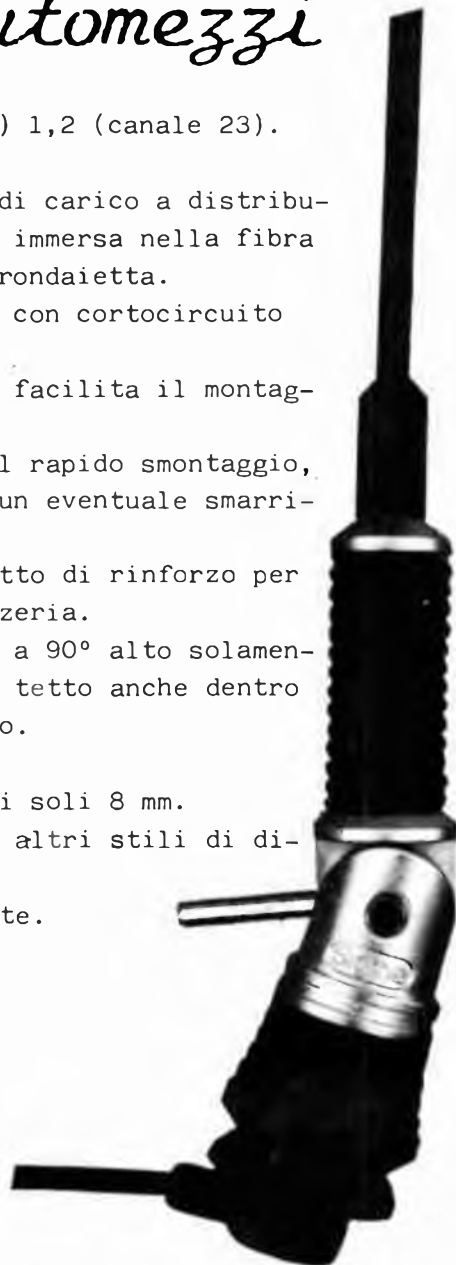 utomezzi
) 1,2 (canale 23).
di carico a distribu-
immersa nella fibra
rondaietta.
con cortocircuito
facilita il montag-
l rapido smontaggio,
un eventuale smarri-
tto di rinforzo per
zeria.
a 90° alto solamen-
tetto anche dentro
o.
i soli 8 mm.
altri stili di di-
te.